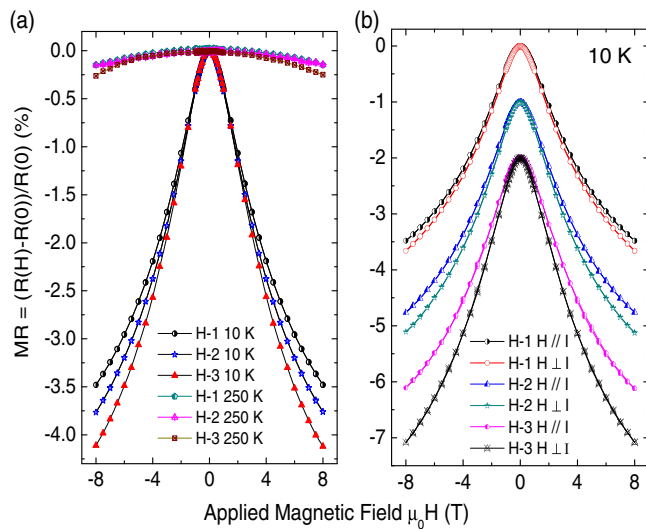 (a)
MR = (R(H)-R(0))/R(0) (%)
0.0
-0.25
-0.5
-1.0
-1.5
-2.0
-2.5
-3.0
-3.5
-4.0
H-1 10 K
H-2 10 K
H-3 10 K
H-1 250 K
H-2 250 K
H-3 250 K
-8 -4 0 4 8
(b)
10 K
0
-1
-2
-3
-4
-5
-6
-7
H-1 H // I
H-1 H ⊥ I
H-2 H // I
H-2 H ⊥ I
H-3 H // I
H-3 H ⊥ I
-8 -4 0 4 8
Applied Magnetic Field μ₀H (T)